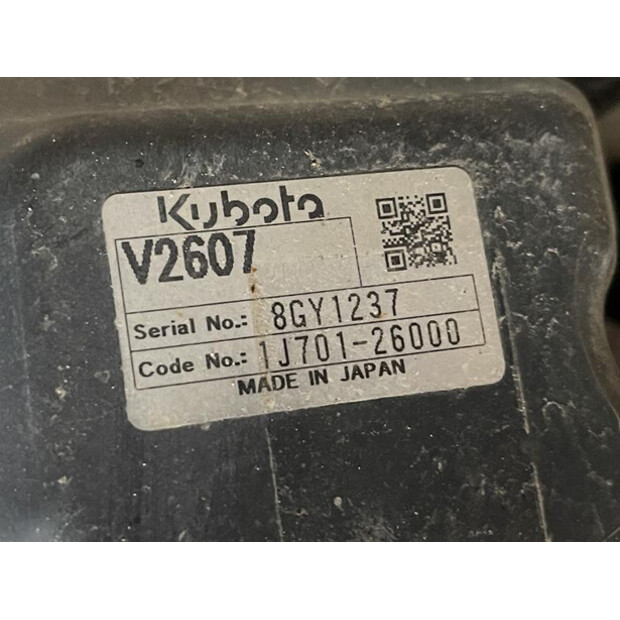 Kubota
V2607
Serial No.: 8GY1237
Code No.: 1J701-26000
MADE IN JAPAN